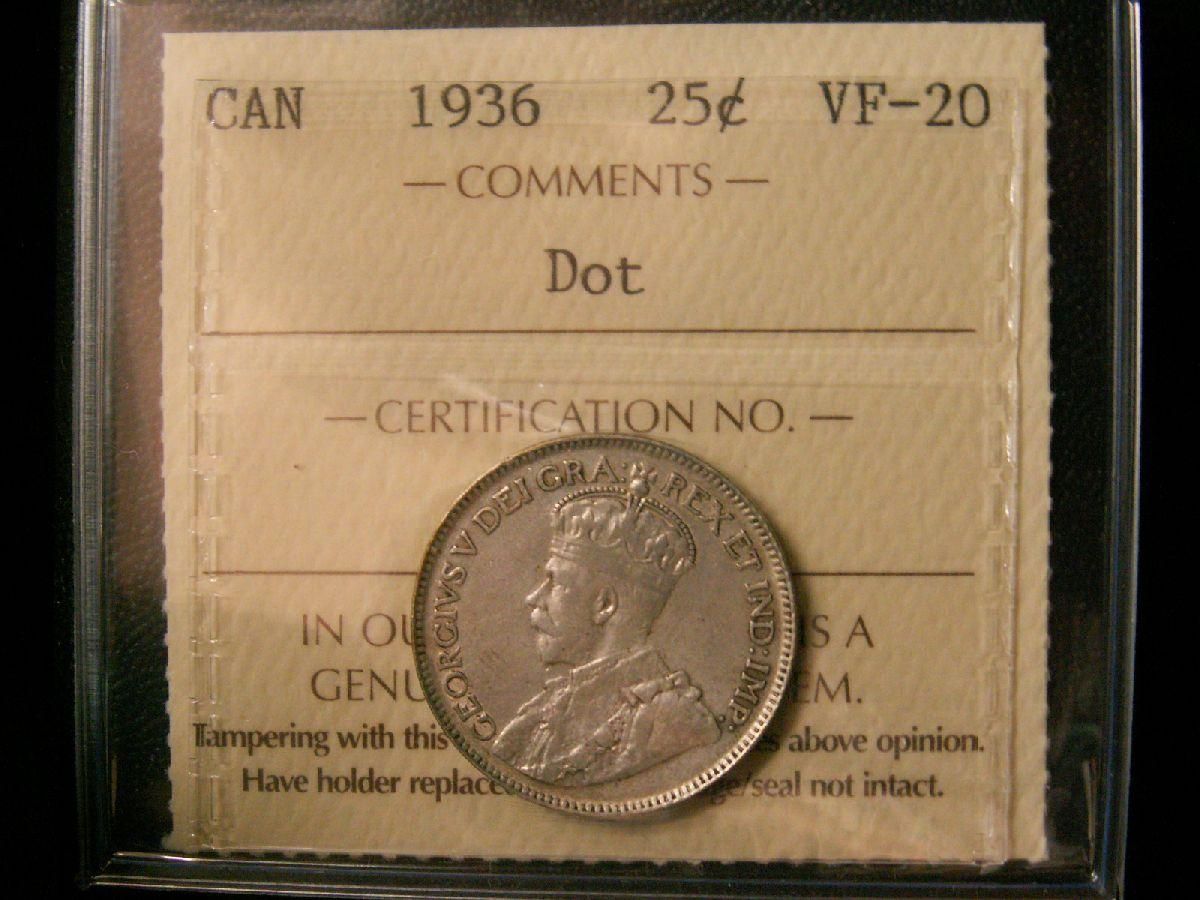 CAN 1936 25¢ VF-20
— COMMENTS —
Dot
— CERTIFICATION NO. —
GEORGIVS V DEI GRA: REX ET IND: IMP:
IN OU S A
GENU EM.
Tampering with this above opinion.
Have holder replace ge/seal not intact.